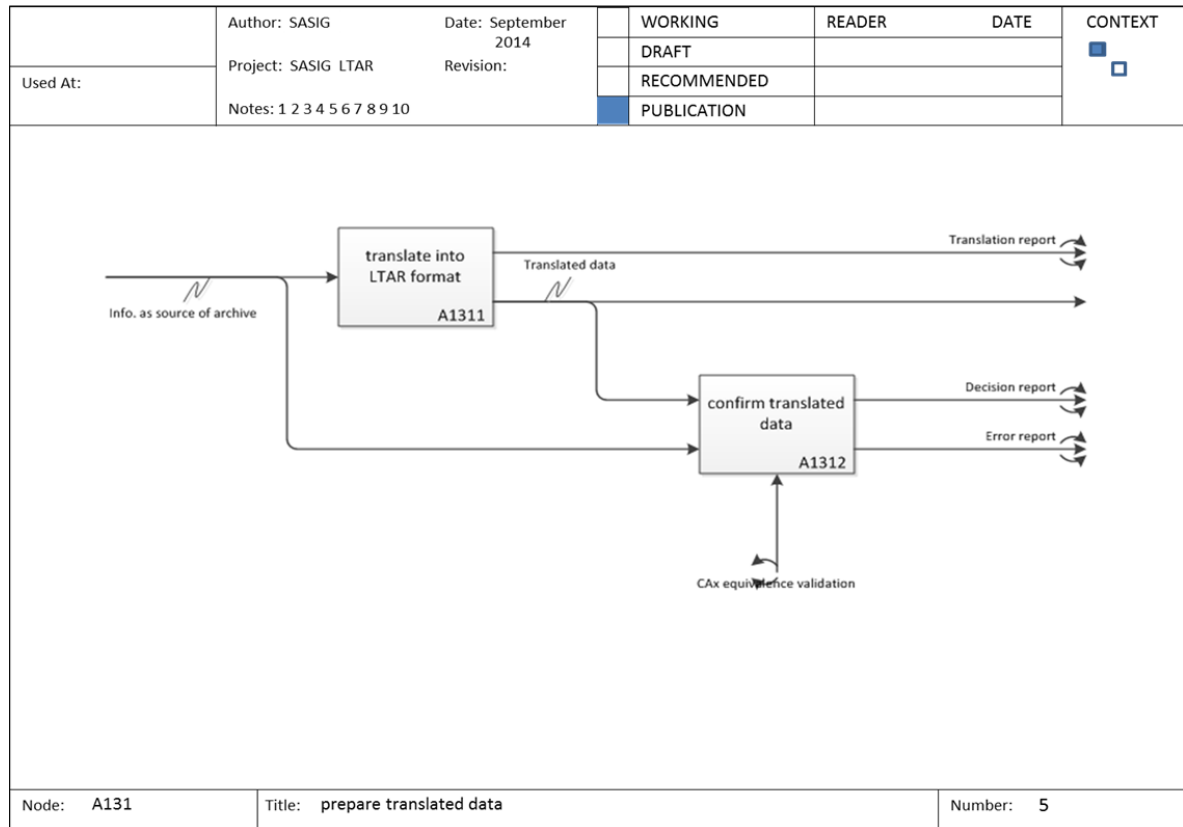 Used At:
Author: SASIG
Date: September
2014
Project: SASIG LTAR
Revision:
Notes: 1 2 3 4 5 6 7 8 9 10
WORKING
DRAFT
RECOMMENDED
PUBLICATION
READER
DATE
CONTEXT
translate into
LTAR format
A1311
Translation report
Translated data
Info. as source of archive
confirm translated
data
A1312
Decision report
Error report
CAx equivalence validation
Node: A131
Title: prepare translated data
Number: 5